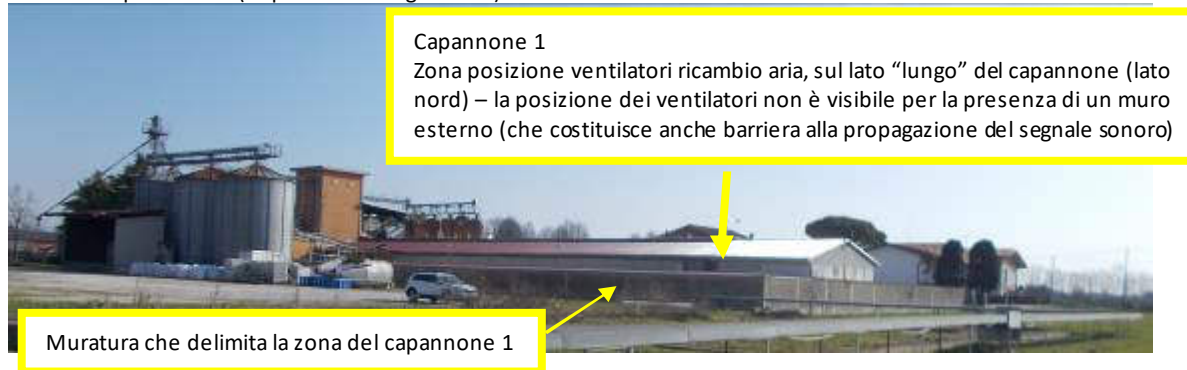 Capannone 1
Zona posizione ventilatori ricambio aria, sul lato “lungo” del capannone (lato
nord) – la posizione dei ventilatori non è visibile per la presenza di un muro
esterno (che costituisce anche barriera alla propagazione del segnale sonoro)
Muratura che delimita la zona del capannone 1